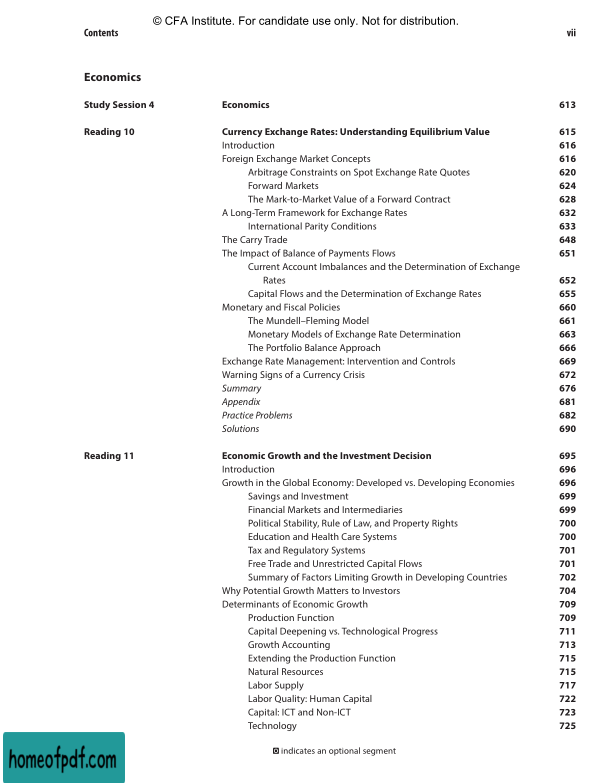 © CFA Institute. For candidate use only. Not for distribution.
Contents vii
Economics
Study Session 4 Economics 613
Reading 10 Currency Exchange Rates: Understanding Equilibrium Value 615
Introduction 616
Foreign Exchange Market Concepts 616
Arbitrage Constraints on Spot Exchange Rate Quotes 620
Forward Markets 624
The Mark-to-Market Value of a Forward Contract 628
A Long-Term Framework for Exchange Rates 632
International Parity Conditions 633
The Carry Trade 648
The Impact of Balance of Payments Flows 651
Current Account Imbalances and the Determination of Exchange
Rates 652
Capital Flows and the Determination of Exchange Rates 655
Monetary and Fiscal Policies 660
The Mundell–Fleming Model 661
Monetary Models of Exchange Rate Determination 663
The Portfolio Balance Approach 666
Exchange Rate Management: Intervention and Controls 669
Warning Signs of a Currency Crisis 672
Summary 676
Appendix 681
Practice Problems 682
Solutions 690
Reading 11 Economic Growth and the Investment Decision 695
Introduction 696
Growth in the Global Economy: Developed vs. Developing Economies 696
Savings and Investment 699
Financial Markets and Intermediaries 699
Political Stability, Rule of Law, and Property Rights 700
Education and Health Care Systems 700
Tax and Regulatory Systems 701
Free Trade and Unrestricted Capital Flows 701
Summary of Factors Limiting Growth in Developing Countries 702
Why Potential Growth Matters to Investors 704
Determinants of Economic Growth 709
Production Function 709
Capital Deepening vs. Technological Progress 711
Growth Accounting 713
Extending the Production Function 715
Natural Resources 715
Labor Supply 717
Labor Quality: Human Capital 722
Capital: ICT and Non-ICT 723
Technology 725
indicates an optional segment
homeofpdf.com